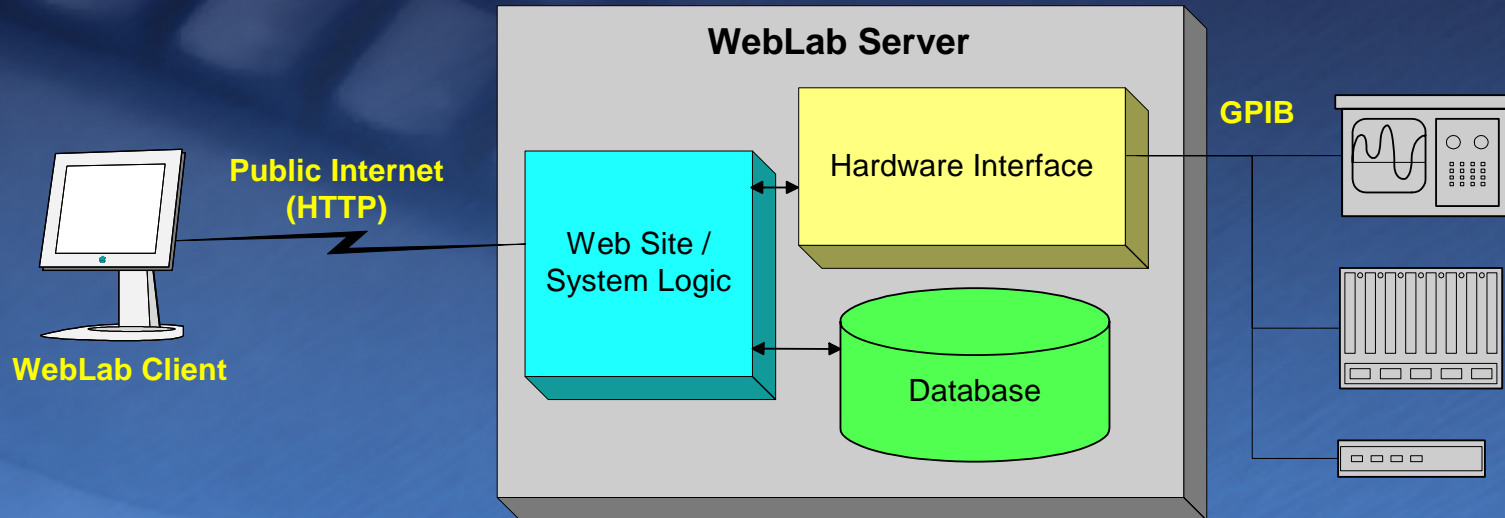 WebLab Server
GPIB
Hardware Interface
Public Internet
(HTTP)
Web Site /
System Logic
WebLab Client
Database